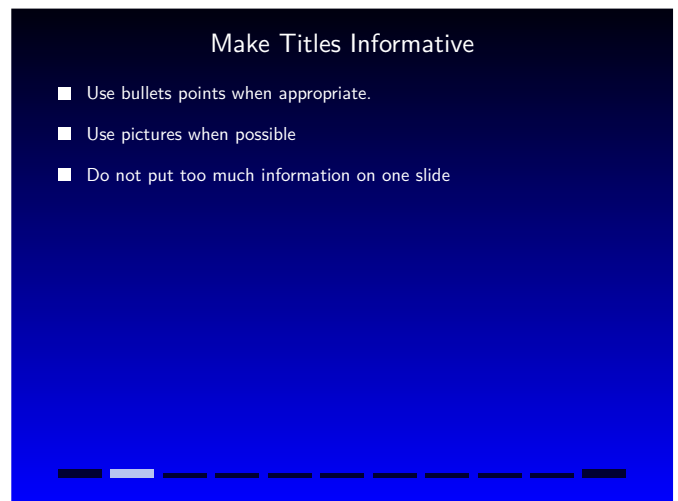 Make Titles Informative
Use bullets points when appropriate.
Use pictures when possible
Do not put too much information on one slide